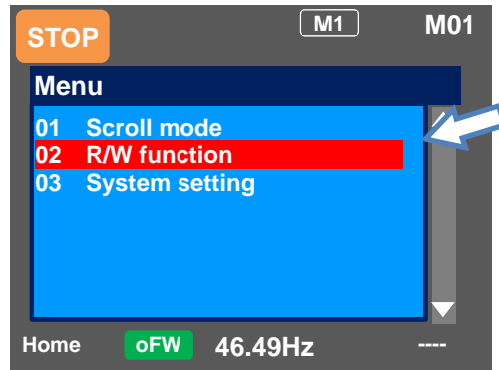 STOP M1 M01
Menu
01 Scroll mode
02 R/W function
03 System setting
Home oFW 46.49Hz ----